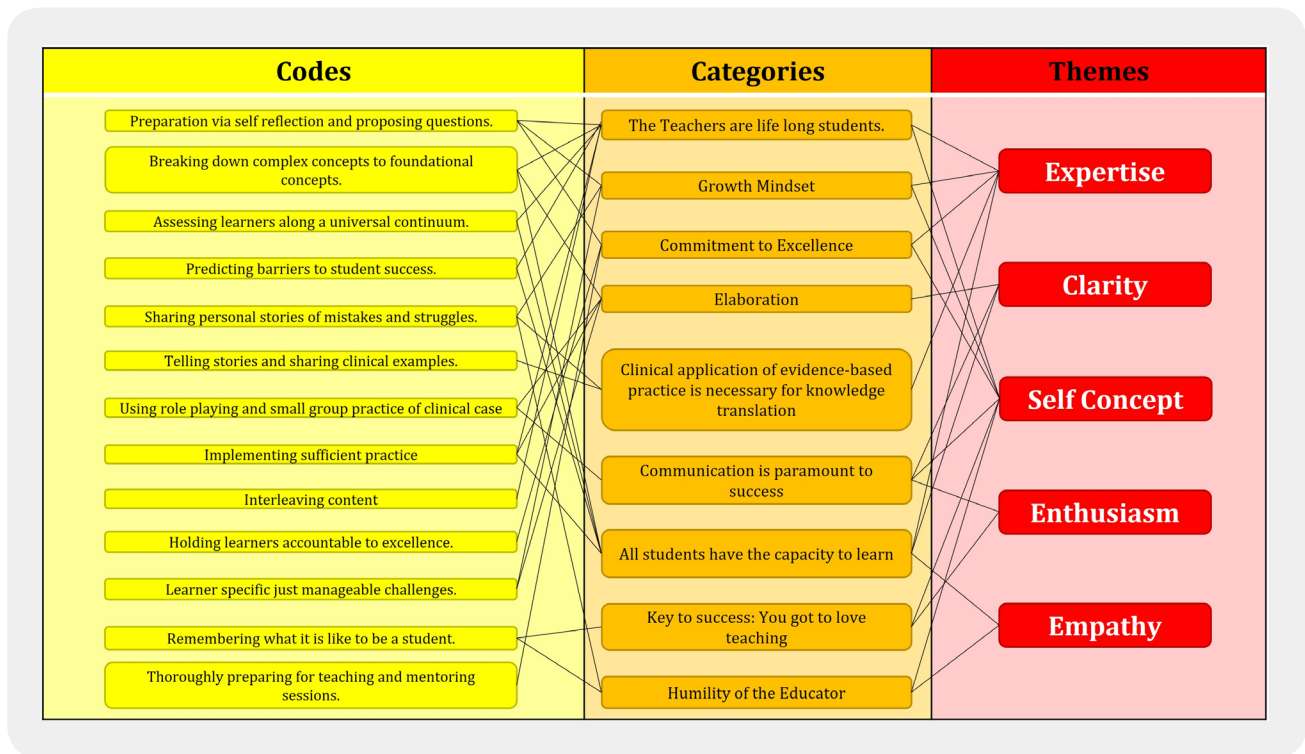 Codes
Categories
Themes
Preparation via self reflection and proposing questions.
Breaking down complex concepts to foundational
concepts.
Assessing learners along a universal continuum.
Predicting barriers to student success.
Sharing personal stories of mistakes and struggles.
Telling stories and sharing clinical examples.
Using role playing and small group practice of clinical case
Implementing sufficient practice
Interleaving content
Holding learners accountable to excellence.
Learner specific just manageable challenges.
Remembering what it is like to be a student.
Thoroughly preparing for teaching and mentoring
sessions.
The Teachers are life long students.
Growth Mindset
Commitment to Excellence
Elaboration
Clinical application of evidence-based
practice is necessary for knowledge
translation
Communication is paramount to
success
All students have the capacity to learn
Key to success: You got to love
teaching
Humility of the Educator
Expertise
Clarity
Self Concept
Enthusiasm
Empathy